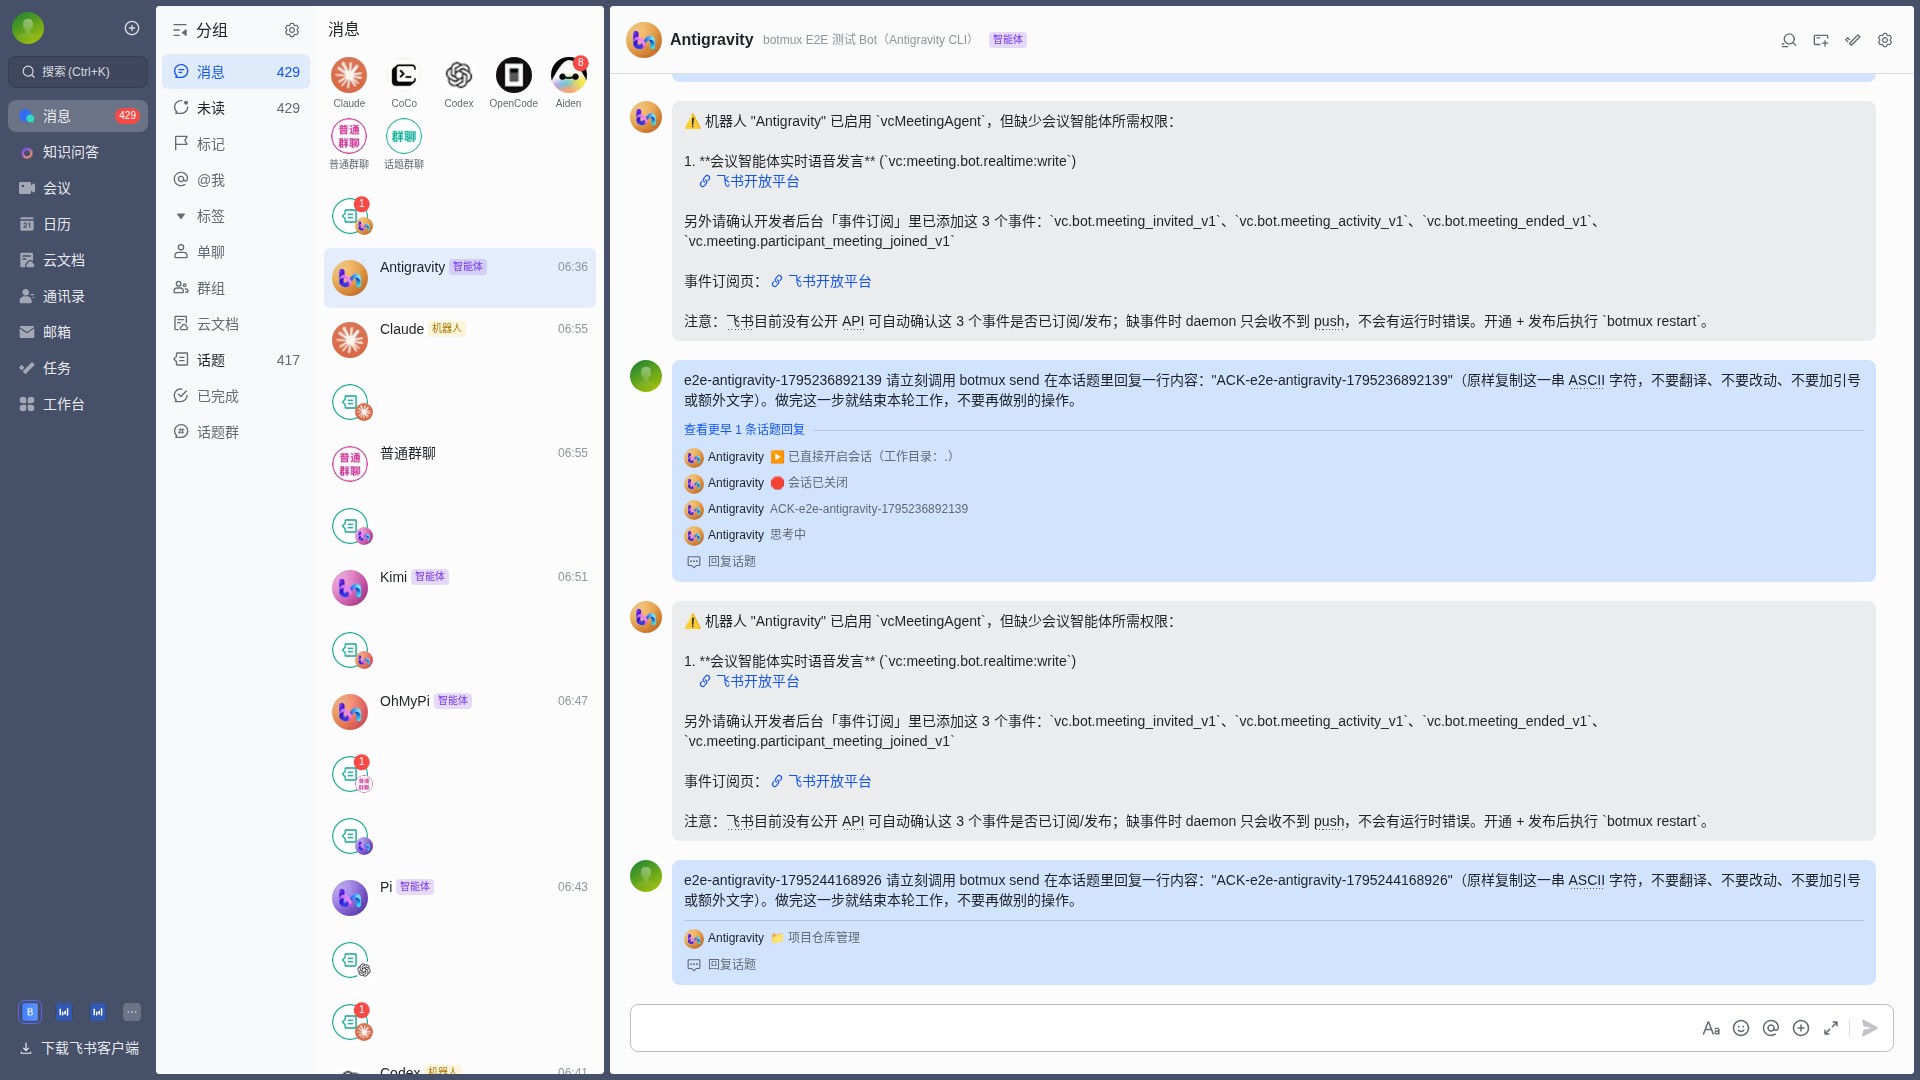 搜索 (Ctrl+K)
消息
429
知识问答
会议
日历
云文档
通讯录
邮箱
任务
工作台
下载飞书客户端
分组
消息
429
未读
429
标记
@我
标签
单聊
群组
云文档
话题
417
已完成
话题群
消息
8
Claude
CoCo
Codex
OpenCode
Aiden
普通
群聊
群聊
普通群聊
话题群聊
1
Antigravity 智能体
06:36
Claude 机器人
06:55
普通
群聊
普通群聊
06:55
Kimi 智能体
06:51
OhMyPi 智能体
06:47
1
普通
群聊
Pi 智能体
06:43
1
Codex 机器人
06:41
Antigravity botmux E2E 测试 Bot（Antigravity CLI） 智能体
⚠️ 机器人 "Antigravity" 已启用 `vcMeetingAgent`，但缺少会议智能体所需权限：
1. **会议智能体实时语音发言** (`vc:meeting.bot.realtime:write`)
飞书开放平台
另外请确认开发者后台「事件订阅」里已添加这 3 个事件：`vc.bot.meeting_invited_v1`、`vc.bot.meeting_activity_v1`、`vc.bot.meeting_ended_v1`、
`vc.meeting.participant_meeting_joined_v1`
事件订阅页： 飞书开放平台
注意：飞书目前没有公开 API 可自动确认这 3 个事件是否已订阅/发布；缺事件时 daemon 只会收不到 push，不会有运行时错误。开通 + 发布后执行 `botmux restart`。
e2e-antigravity-1795236892139 请立刻调用 botmux send 在本话题里回复一行内容："ACK-e2e-antigravity-1795236892139"（原样复制这一串 ASCII 字符，不要翻译、不要改动、不要加引号
或额外文字）。做完这一步就结束本轮工作，不要再做别的操作。
查看更早 1 条话题回复
Antigravity ▶️ 已直接开启会话（工作目录：.）
Antigravity 🛑 会话已关闭
Antigravity ACK-e2e-antigravity-1795236892139
Antigravity 思考中
回复话题
⚠️ 机器人 "Antigravity" 已启用 `vcMeetingAgent`，但缺少会议智能体所需权限：
1. **会议智能体实时语音发言** (`vc:meeting.bot.realtime:write`)
飞书开放平台
另外请确认开发者后台「事件订阅」里已添加这 3 个事件：`vc.bot.meeting_invited_v1`、`vc.bot.meeting_activity_v1`、`vc.bot.meeting_ended_v1`、
`vc.meeting.participant_meeting_joined_v1`
事件订阅页： 飞书开放平台
注意：飞书目前没有公开 API 可自动确认这 3 个事件是否已订阅/发布；缺事件时 daemon 只会收不到 push，不会有运行时错误。开通 + 发布后执行 `botmux restart`。
e2e-antigravity-1795244168926 请立刻调用 botmux send 在本话题里回复一行内容："ACK-e2e-antigravity-1795244168926"（原样复制这一串 ASCII 字符，不要翻译、不要改动、不要加引号
或额外文字）。做完这一步就结束本轮工作，不要再做别的操作。
Antigravity 📁 项目仓库管理
回复话题